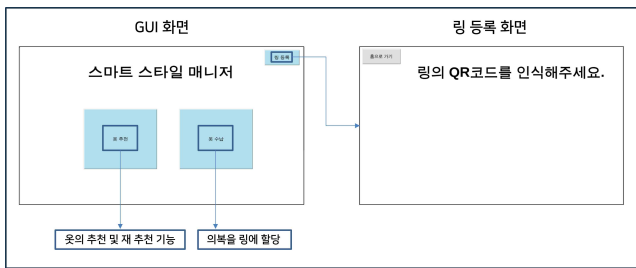 GUI 화면
링 등록 화면
링 등록
스마트 스타일 매니저
홈으로 가기
링의 QR코드를 인식해주세요.
옷 추천
옷 수납
옷의 추천 및 재 추천 기능
의복을 링에 할당